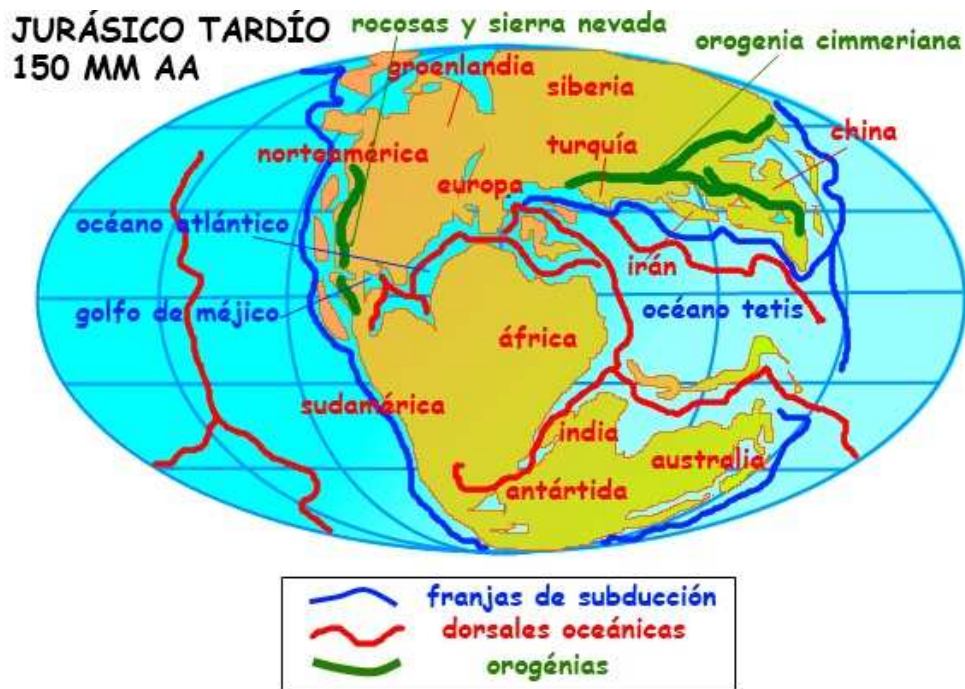 JURÁSICO TARDÍO
150 MM AA
rocosas y sierra nevada
orogenia cimmeriana
groenlandia
siberia
norteamérica
turquía
china
europa
océano atlántico
irán
golfo de méjico
océano tetis
áfrica
sudamérica
india
australia
antártida
franjas de subducción
dorsales oceánicas
orogénias